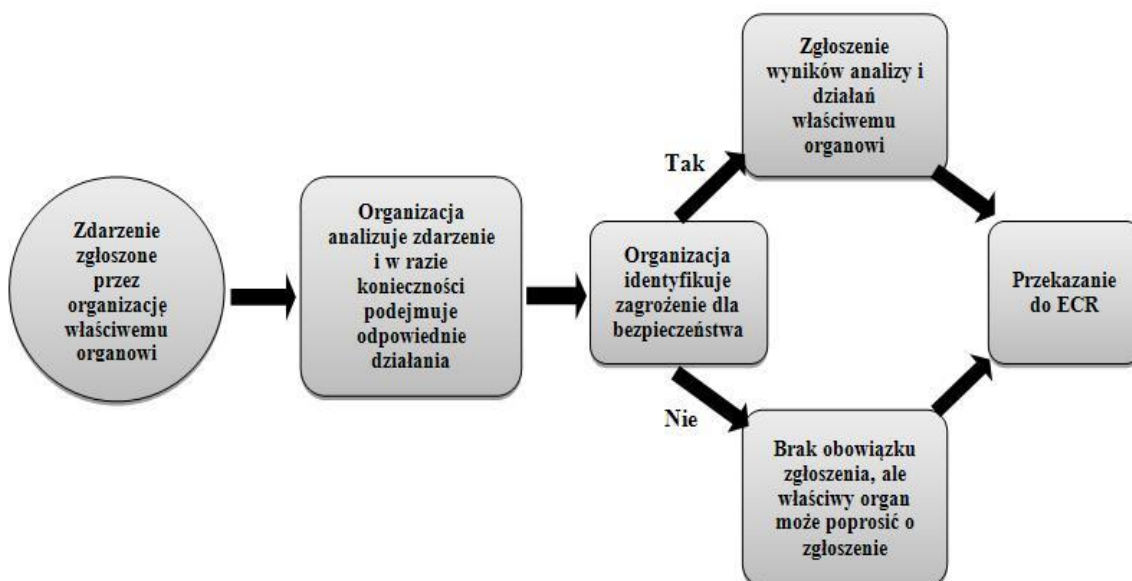 Zdarzenie
zgłoszone
przez
organizację
właściwemu
organowi
Organizacja
analizuje zdarzenie
i w razie
konieczności
podejmuje
odpowiednie
działania
Organizacja
identyfikuje
zagrożenie dla
bezpieczeństwa
Tak
Zgłoszenie
wyników analizy i
działań
właściwemu
organowi
Nie
Brak obowiązku
zgłoszenia, ale
właściwy organ
może poprosić o
zgłoszenie
Przekazanie
do ECR